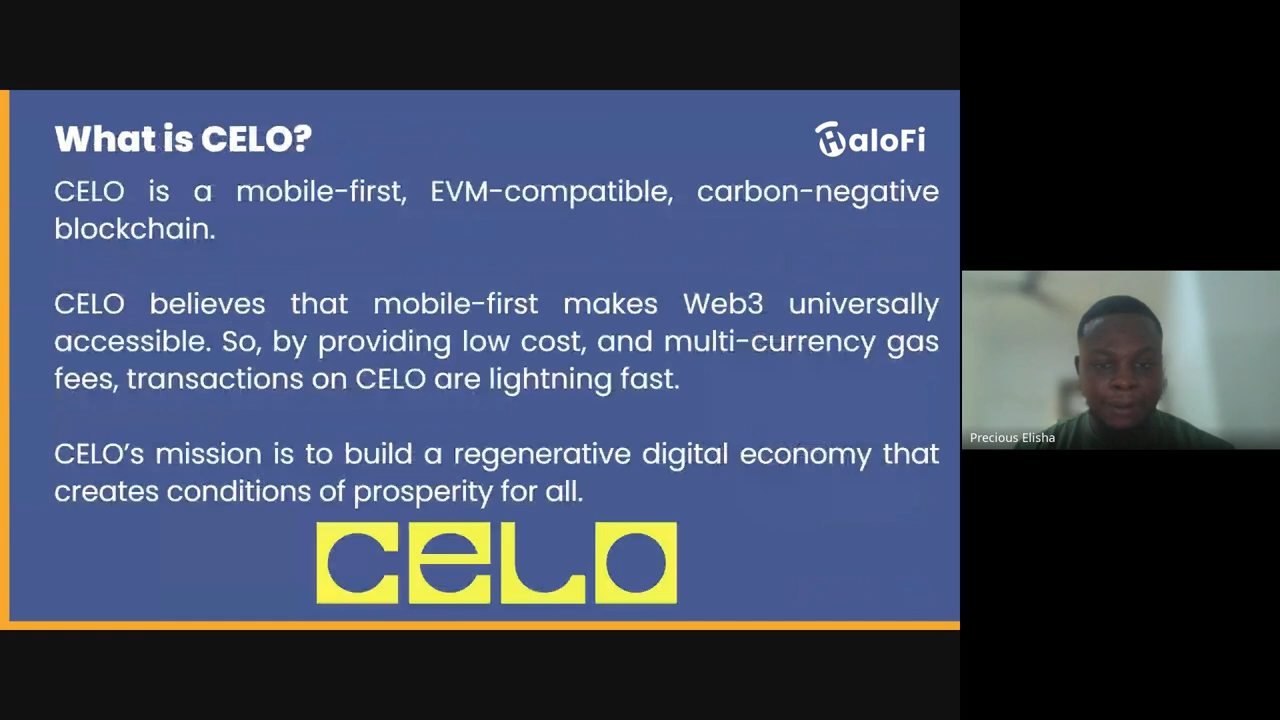 What is CELO?
HaloFi
CELO is a mobile-first, EVM-compatible, carbon-negative
blockchain.
CELO believes that mobile-first makes Web3 universally
accessible. So, by providing low cost, and multi-currency gas
fees, transactions on CELO are lightning fast.
CELO’s mission is to build a regenerative digital economy that
creates conditions of prosperity for all.
celo
Precious Elisha